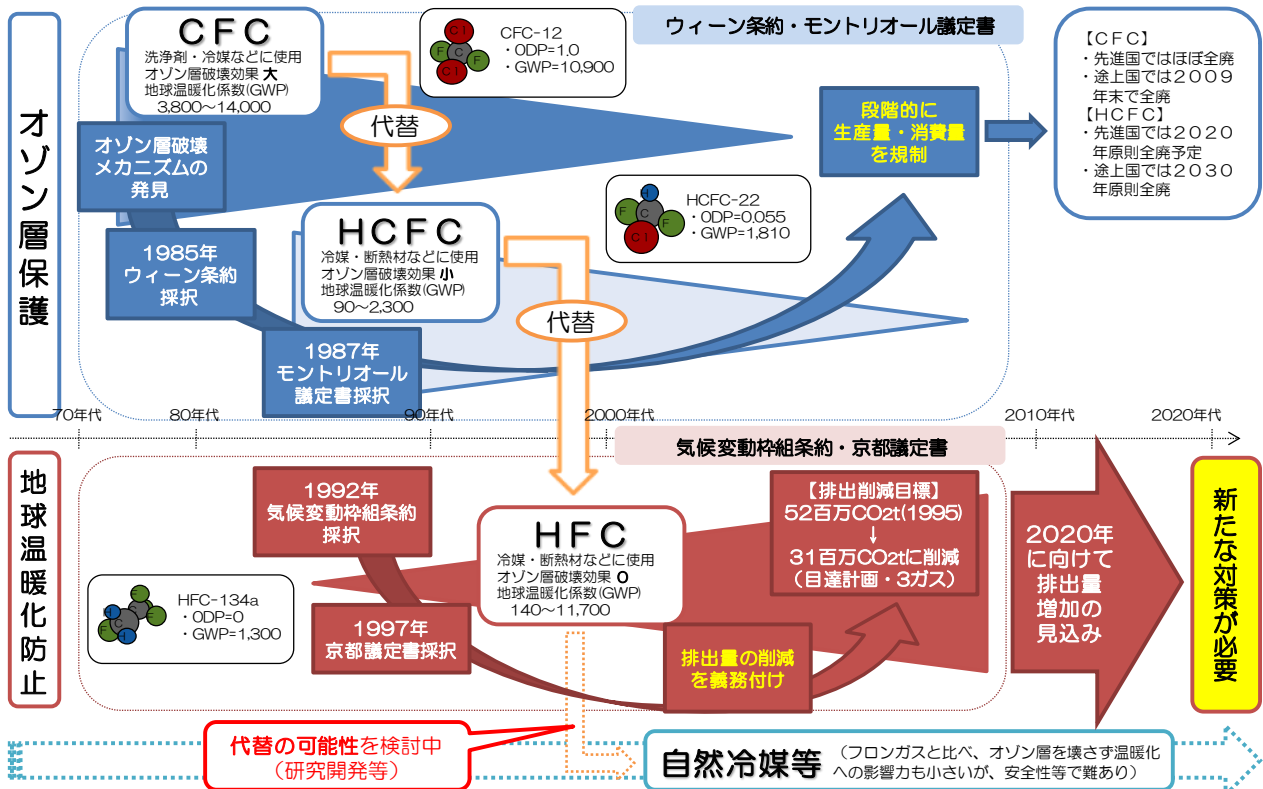 オゾン層保護
CFC
洗浄剤・冷媒などに使用
オゾン層破壊効果 大
地球温暖化係数(GWP)
3,800~14,000
代替
Cl
F
C
F
Cl
CFC-12
・ODP=1.0
・GWP=10,900
ウィーン条約・モントリオール議定書
オゾン層破壊
メカニズムの
発見
1985年
ウィーン条約
採択
1987年
モントリオール
議定書採択
HCFC
冷媒・断熱材などに使用
オゾン層破壊効果 小
地球温暖化係数(GWP)
90~2,300
代替
H
F
C
F
Cl
HCFC-22
・ODP=0.055
・GWP=1,810
段階的に
生産量・消費量
を規制
【CFC】
・先進国ではほぼ全廃
・途上国では2009
年末で全廃
【HCFC】
・先進国では2020
年原則全廃予定
・途上国では2030
年原則全廃
70年代
80年代
90年代
2000年代
2010年代
2020年代
地球温暖化防止
気候変動枠組条約・京都議定書
1992年
気候変動枠組条約
採択
1997年
京都議定書採択
F
H
C
F
F
H
HFC-134a
・ODP=0
・GWP=1,300
HFC
冷媒・断熱材などに使用
オゾン層破壊効果 0
地球温暖化係数(GWP)
140~11,700
排出量の削減
を義務付け
【排出削減目標】
52百万CO2t(1995)
↓
31百万CO2tに削減
(目達計画・3ガス)
2020年
に向けて
排出量
増加の
見込み
新たな対策が必要
代替の可能性を検討中
(研究開発等)
自然冷媒等
(フロンガスと比べ、オゾン層を壊さず温暖化
への影響力も小さいが、安全性等で難あり)